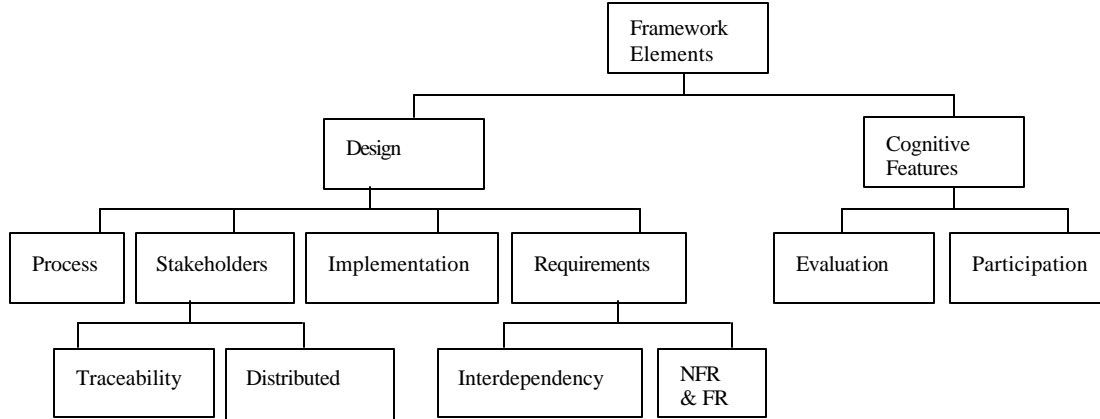 Framework
Elements
Design
Cognitive
Features
Process
Stakeholders
Implementation
Requirements
Evaluation
Participation
Traceability
Distributed
Interdependency
NFR
& FR